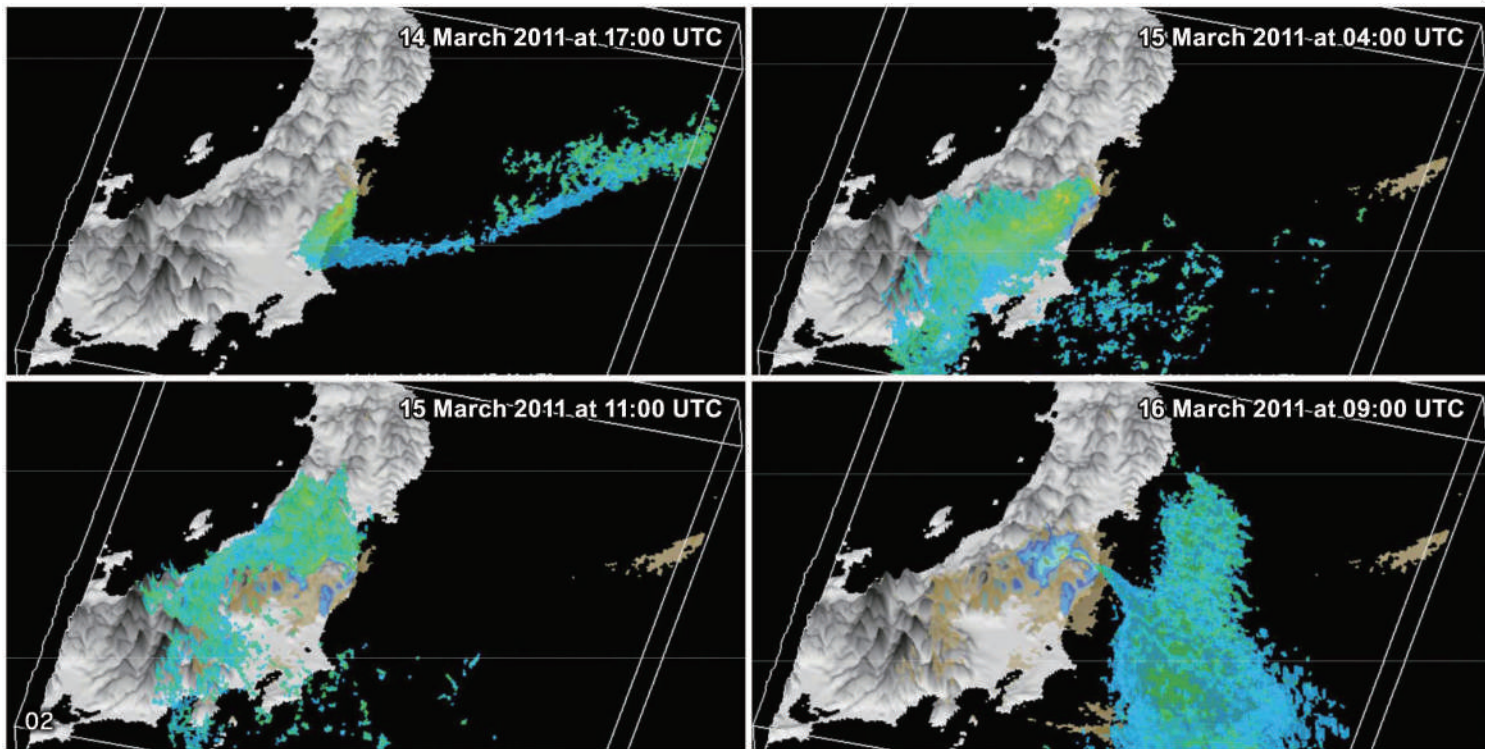 14 March 2011 at 17:00 UTC
15 March 2011 at 04:00 UTC
15 March 2011 at 11:00 UTC
16 March 2011 at 09:00 UTC
02